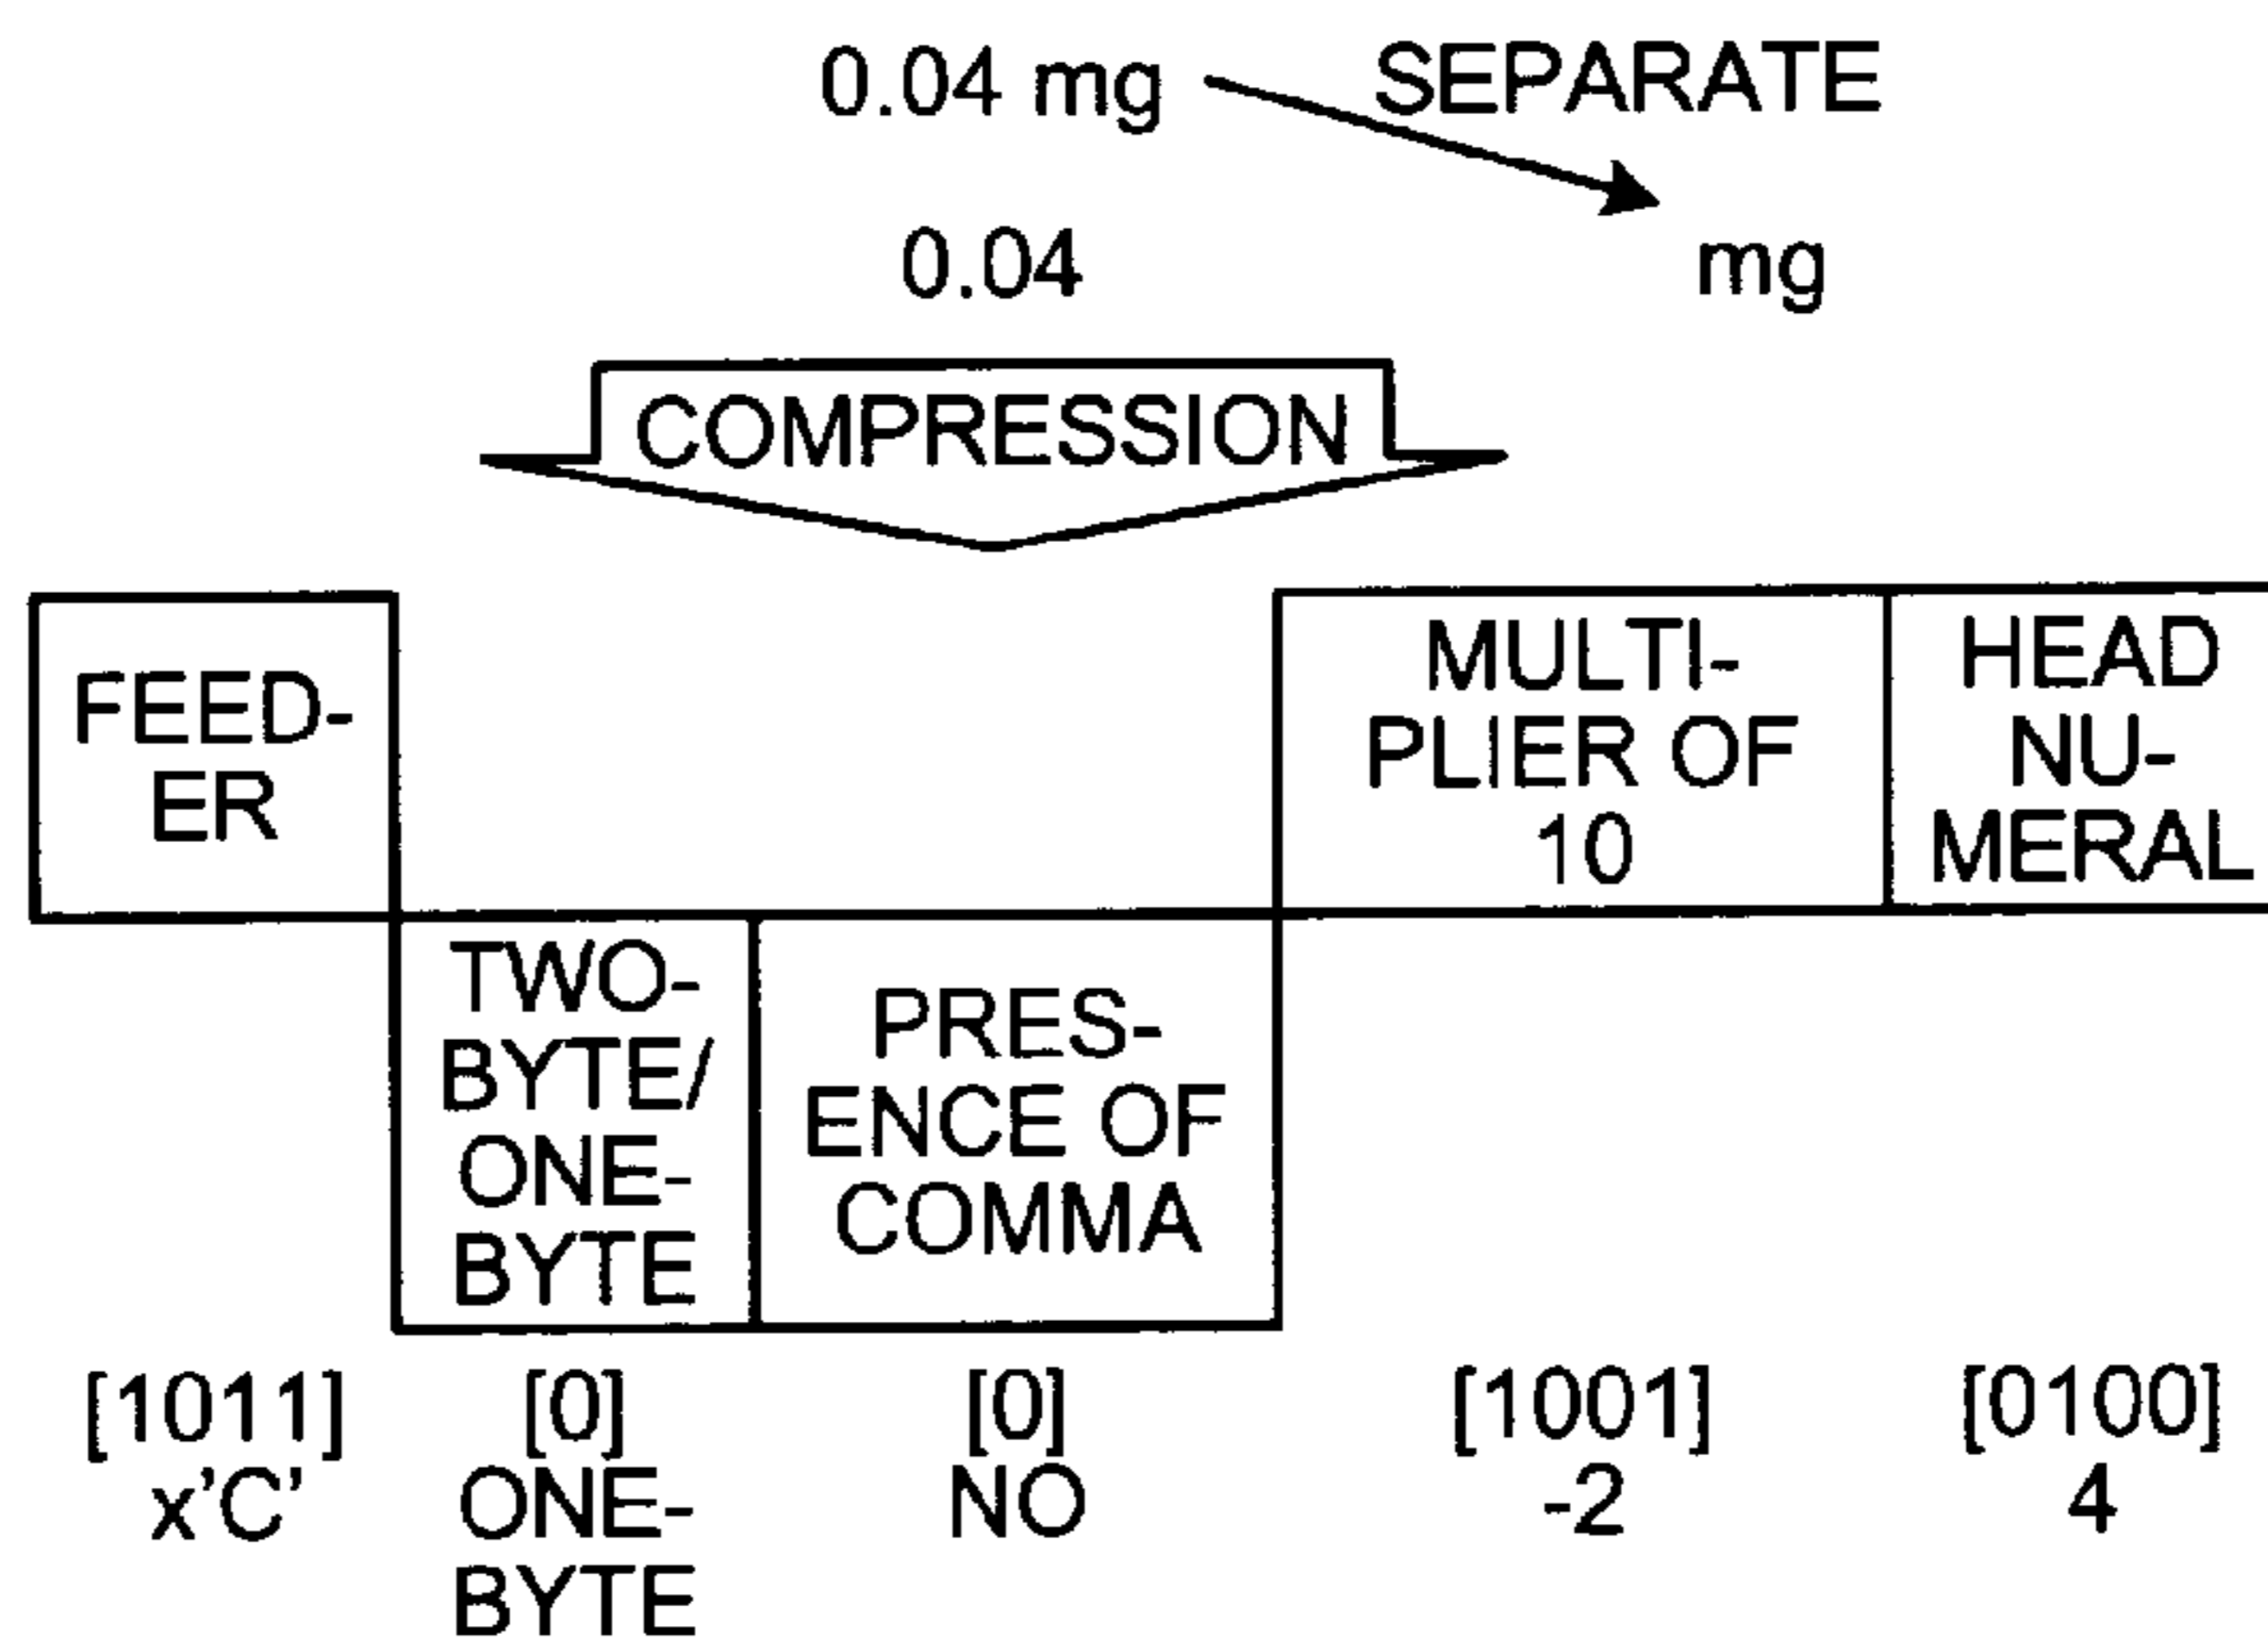 0.04 mg SEPARATE
0.04 mg
COMPRESSION
FEED-
ER
MULTI-
PLIER OF
10
HEAD
NU-
MERAL
TWO-
BYTE/
ONE-
BYTE
PRES-
ENCE OF
COMMA
[1011] [0] [0] [1001] [0100]
x'C' ONE-
BYTE
NO
-2
4